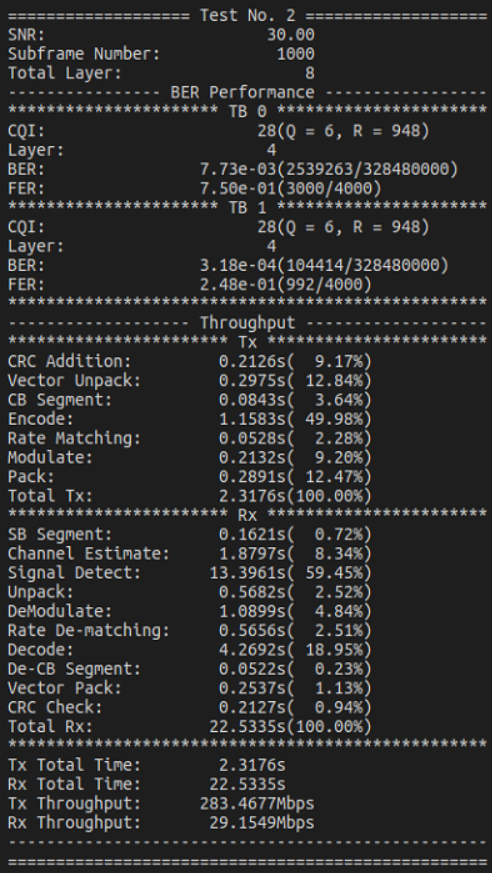 =================== Test No. 2 ===================
SNR:                       30.00
Subframe Number:            1000
Total Layer:                   8
---------------- BER Performance -----------------
********************** TB 0 **********************
CQI:                      28(Q = 6, R = 948)
Layer:                     4
BER:                7.73e-03(2539263/328480000)
FER:                7.50e-01(3000/4000)
********************** TB 1 **********************
CQI:                      28(Q = 6, R = 948)
Layer:                     4
BER:                3.18e-04(104414/328480000)
FER:                2.48e-01(992/4000)
**************************************************
------------------- Throughput -------------------
*********************** Tx ***********************
CRC Addition:         0.2126s(  9.17%)
Vector Unpack:        0.2975s( 12.84%)
CB Segment:           0.0843s(  3.64%)
Encode:               1.1583s( 49.98%)
Rate Matching:        0.0528s(  2.28%)
Modulate:             0.2132s(  9.20%)
Pack:                 0.2891s( 12.47%)
Total Tx:             2.3176s(100.00%)
*********************** Rx ***********************
SB Segment:           0.1621s(  0.72%)
Channel Estimate:     1.8797s(  8.34%)
Signal Detect:       13.3961s( 59.45%)
Unpack:               0.5682s(  2.52%)
DeModulate:           1.0899s(  4.84%)
Rate De-matching:     0.5656s(  2.51%)
Decode:               4.2692s( 18.95%)
De-CB Segment:        0.0522s(  0.23%)
Vector Pack:          0.2537s(  1.13%)
CRC Check:            0.2127s(  0.94%)
Total Rx:            22.5335s(100.00%)
**************************************************
Tx Total Time:        2.3176s
Rx Total Time:       22.5335s
Tx Throughput:      283.4677Mbps
Rx Throughput:       29.1549Mbps
--------------------------------------------------
==================================================